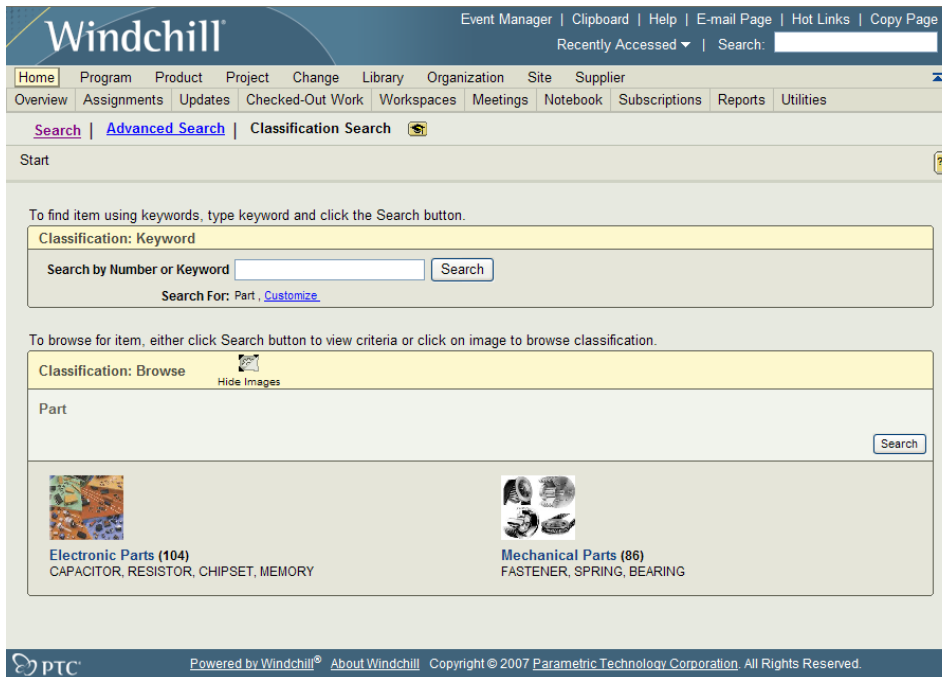 Windchill®
Event Manager | Clipboard | Help | E-mail Page | Hot Links | Copy Page
Recently Accessed ▼ | Search:
Home Program Product Project Change Library Organization Site Supplier
Overview Assignments Updates Checked-Out Work Workspaces Meetings Notebook Subscriptions Reports Utilities
Search | Advanced Search | Classification Search
Start
?
To find item using keywords, type keyword and click the Search button.
Classification: Keyword
Search by Number or Keyword Search
Search For: Part , Customize
To browse for item, either click Search button to view criteria or click on image to browse classification.
Classification: Browse
Hide Images
Part
Search
Electronic Parts (104)
CAPACITOR, RESISTOR, CHIPSET, MEMORY
Mechanical Parts (86)
FASTENER, SPRING, BEARING
PTC® Powered by Windchill® About Windchill Copyright © 2007 Parametric Technology Corporation. All Rights Reserved.